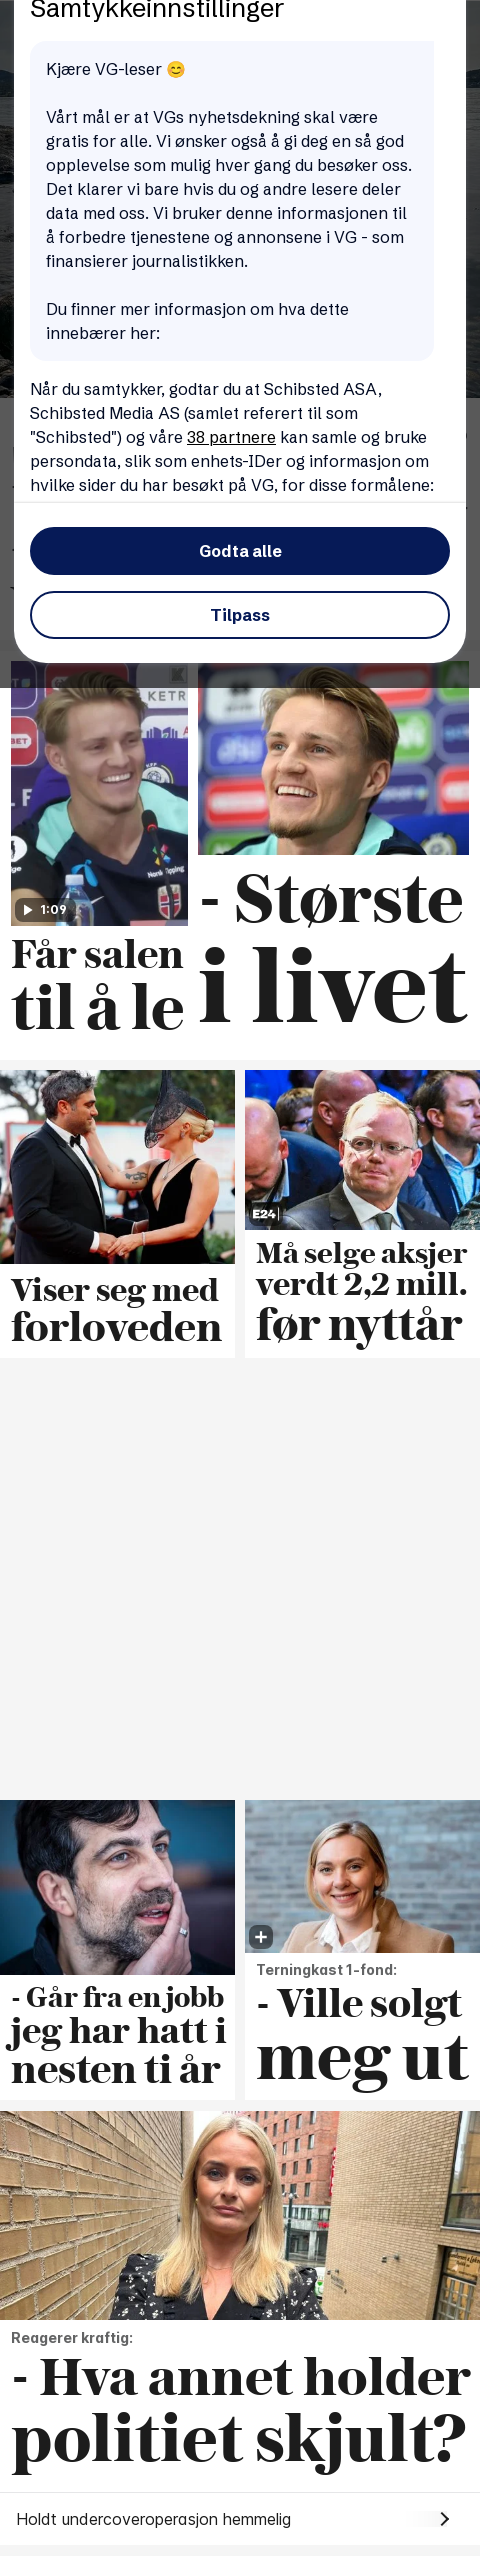 Samtykkeinnstillinger
Kjære VG-leser 😊
Vårt mål er at VGs nyhetsdekning skal være
gratis for alle. Vi ønsker også å gi deg en så god
opplevelse som mulig hver gang du besøker oss.
Det klarer vi bare hvis du og andre lesere deler
data med oss. Vi bruker denne informasjonen til
å forbedre tjenestene og annonsene i VG - som
finansierer journalistikken.
Du finner mer informasjon om hva dette
innebærer her:
Når du samtykker, godtar du at Schibsted ASA,
Schibsted Media AS (samlet referert til som
"Schibsted") og våre 38 partnere kan samle og bruke
persondata, slik som enhets-IDer og informasjon om
hvilke sider du har besøkt på VG, for disse formålene:
Godta alle
Tilpass
KETR
Norsk Tipping
1:09
Får salen
til å le
- Største
i livet
Viser seg med
forloveden
E24
Må selge aksjer
verdt 2,2 mill.
før nyttår
- Går fra en jobb
jeg har hatt i
nesten ti år
Terningkast 1-fond:
- Ville solgt
meg ut
Reagerer kraftig:
- Hva annet holder
politiet skjult?
Holdt undercoveroperasjon hemmelig